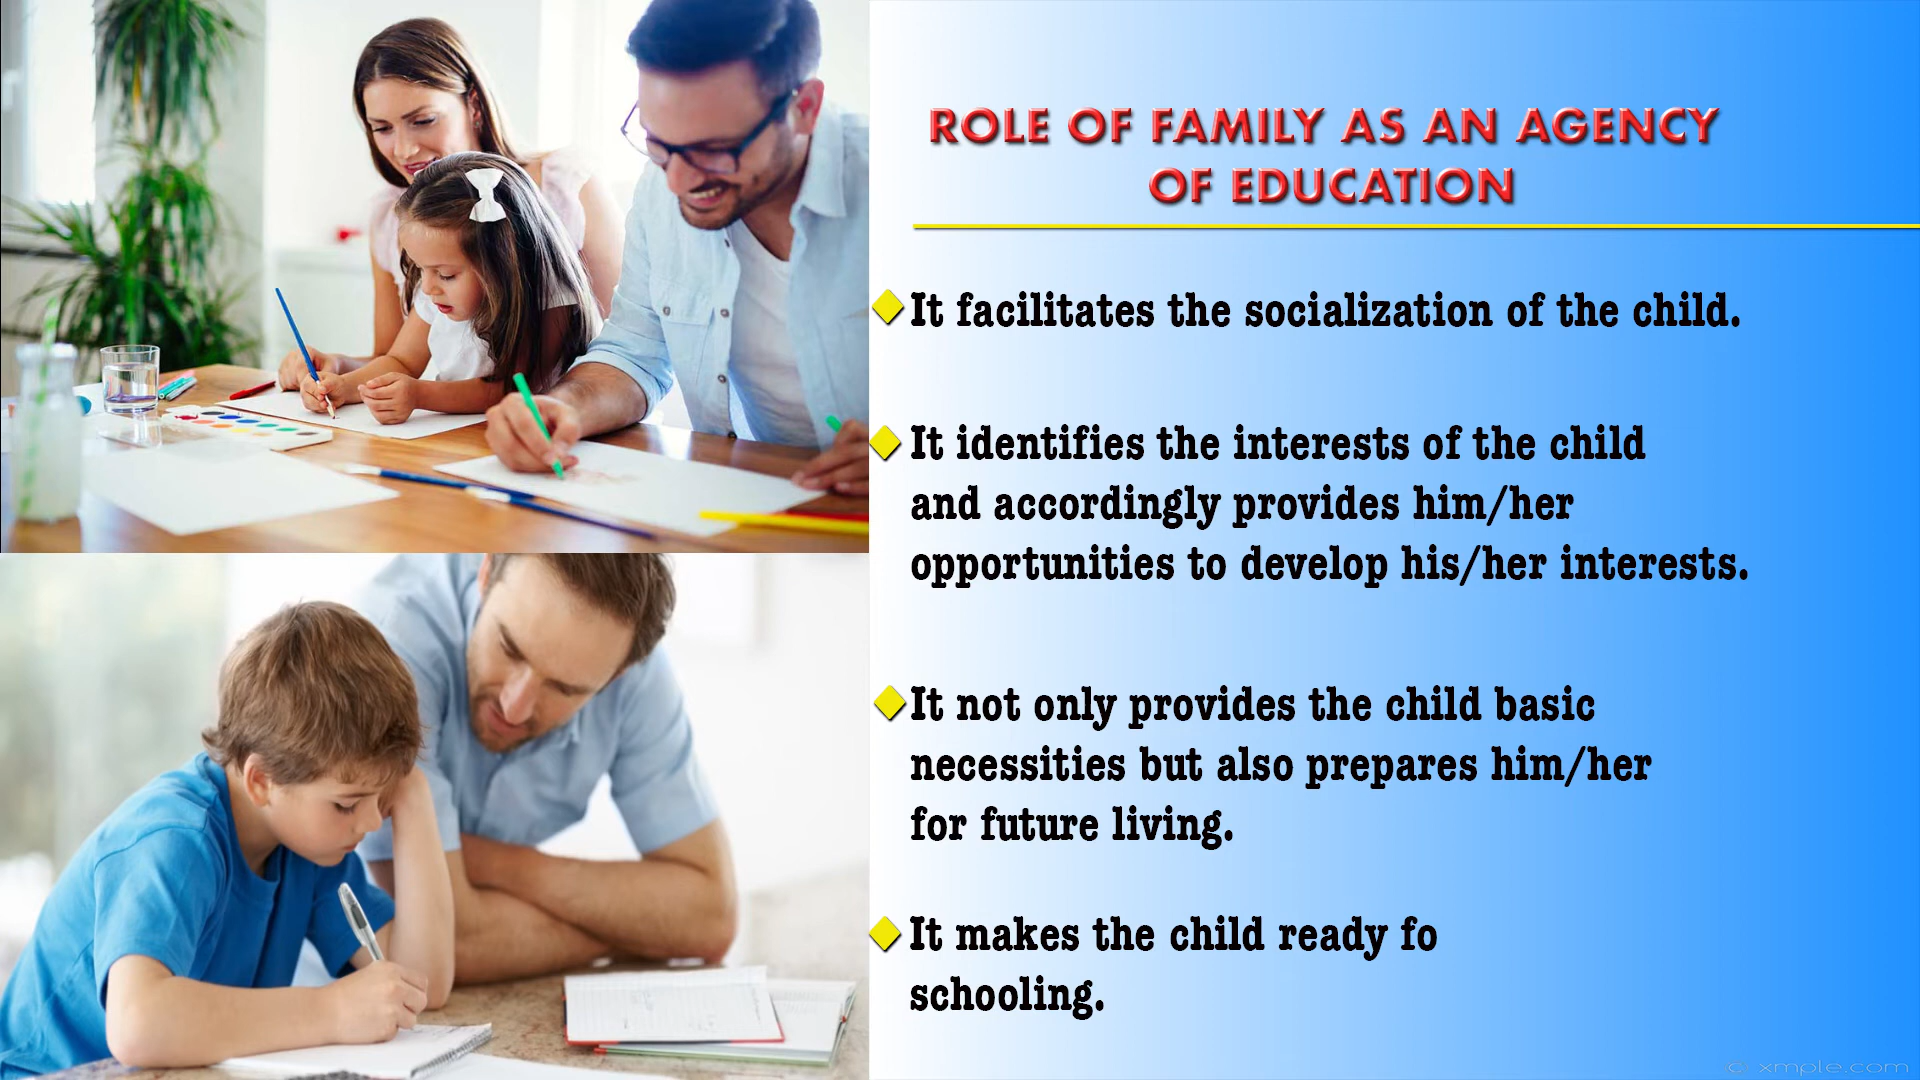 ROLE OF FAMILY AS AN AGENCY
OF EDUCATION
It facilitates the socialization of the child.
It identifies the interests of the child
and accordingly provides him/her
opportunities to develop his/her interests.
It not only provides the child basic
necessities but also prepares him/her
for future living.
It makes the child ready fo
schooling.
© xmple.com